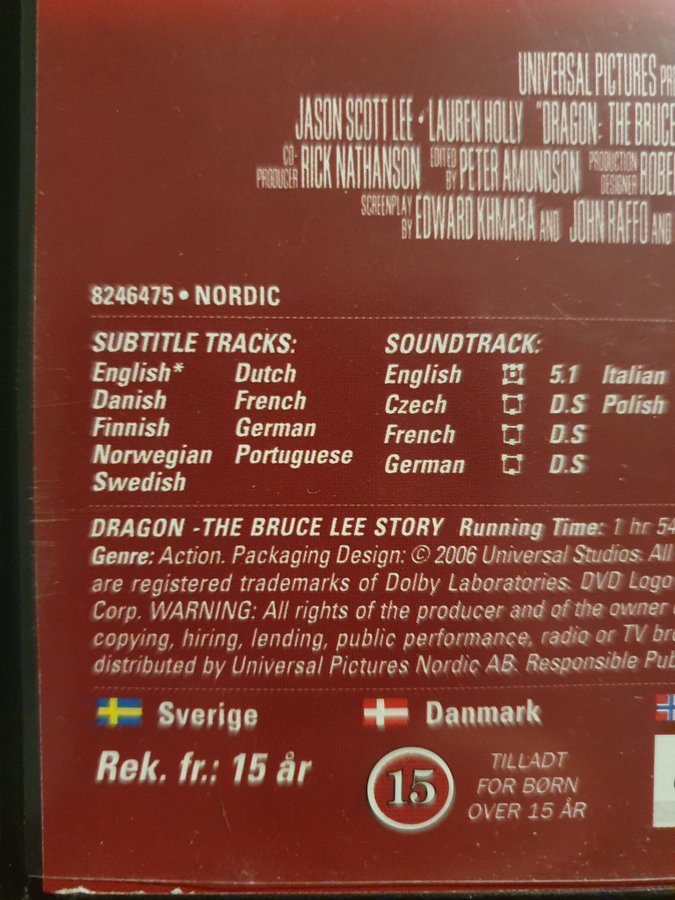 UNIVERSAL PICTURES
JASON SCOTT LEE • LAUREN HOLLY "DRAGON: THE BRUCE
CO-PRODUCER RICK NATHANSON EDITED BY PETER AMUNDSON PRODUCTION DESIGNER
SCREENPLAY BY EDWARD KHMARA AND JOHN RAFFO AND
8246475 • NORDIC
SUBTITLE TRACKS:
English* Dutch
Danish French
Finnish German
Norwegian Portuguese
Swedish
SOUNDTRACK:
English 5.1 Italian
Czech D.S Polish
French D.S
German D.S
DRAGON -THE BRUCE LEE STORY Running Time: 1 hr 54
Genre: Action. Packaging Design: © 2006 Universal Studios. All
are registered trademarks of Dolby Laboratories. DVD Logo
Corp. WARNING: All rights of the producer and of the owner
copying, hiring, lending, public performance, radio or TV
distributed by Universal Pictures Nordic AB. Responsible
Sverige
Rek. fr.: 15 år
Danmark
15
TILLADT
FOR BØRN
OVER 15 ÅR